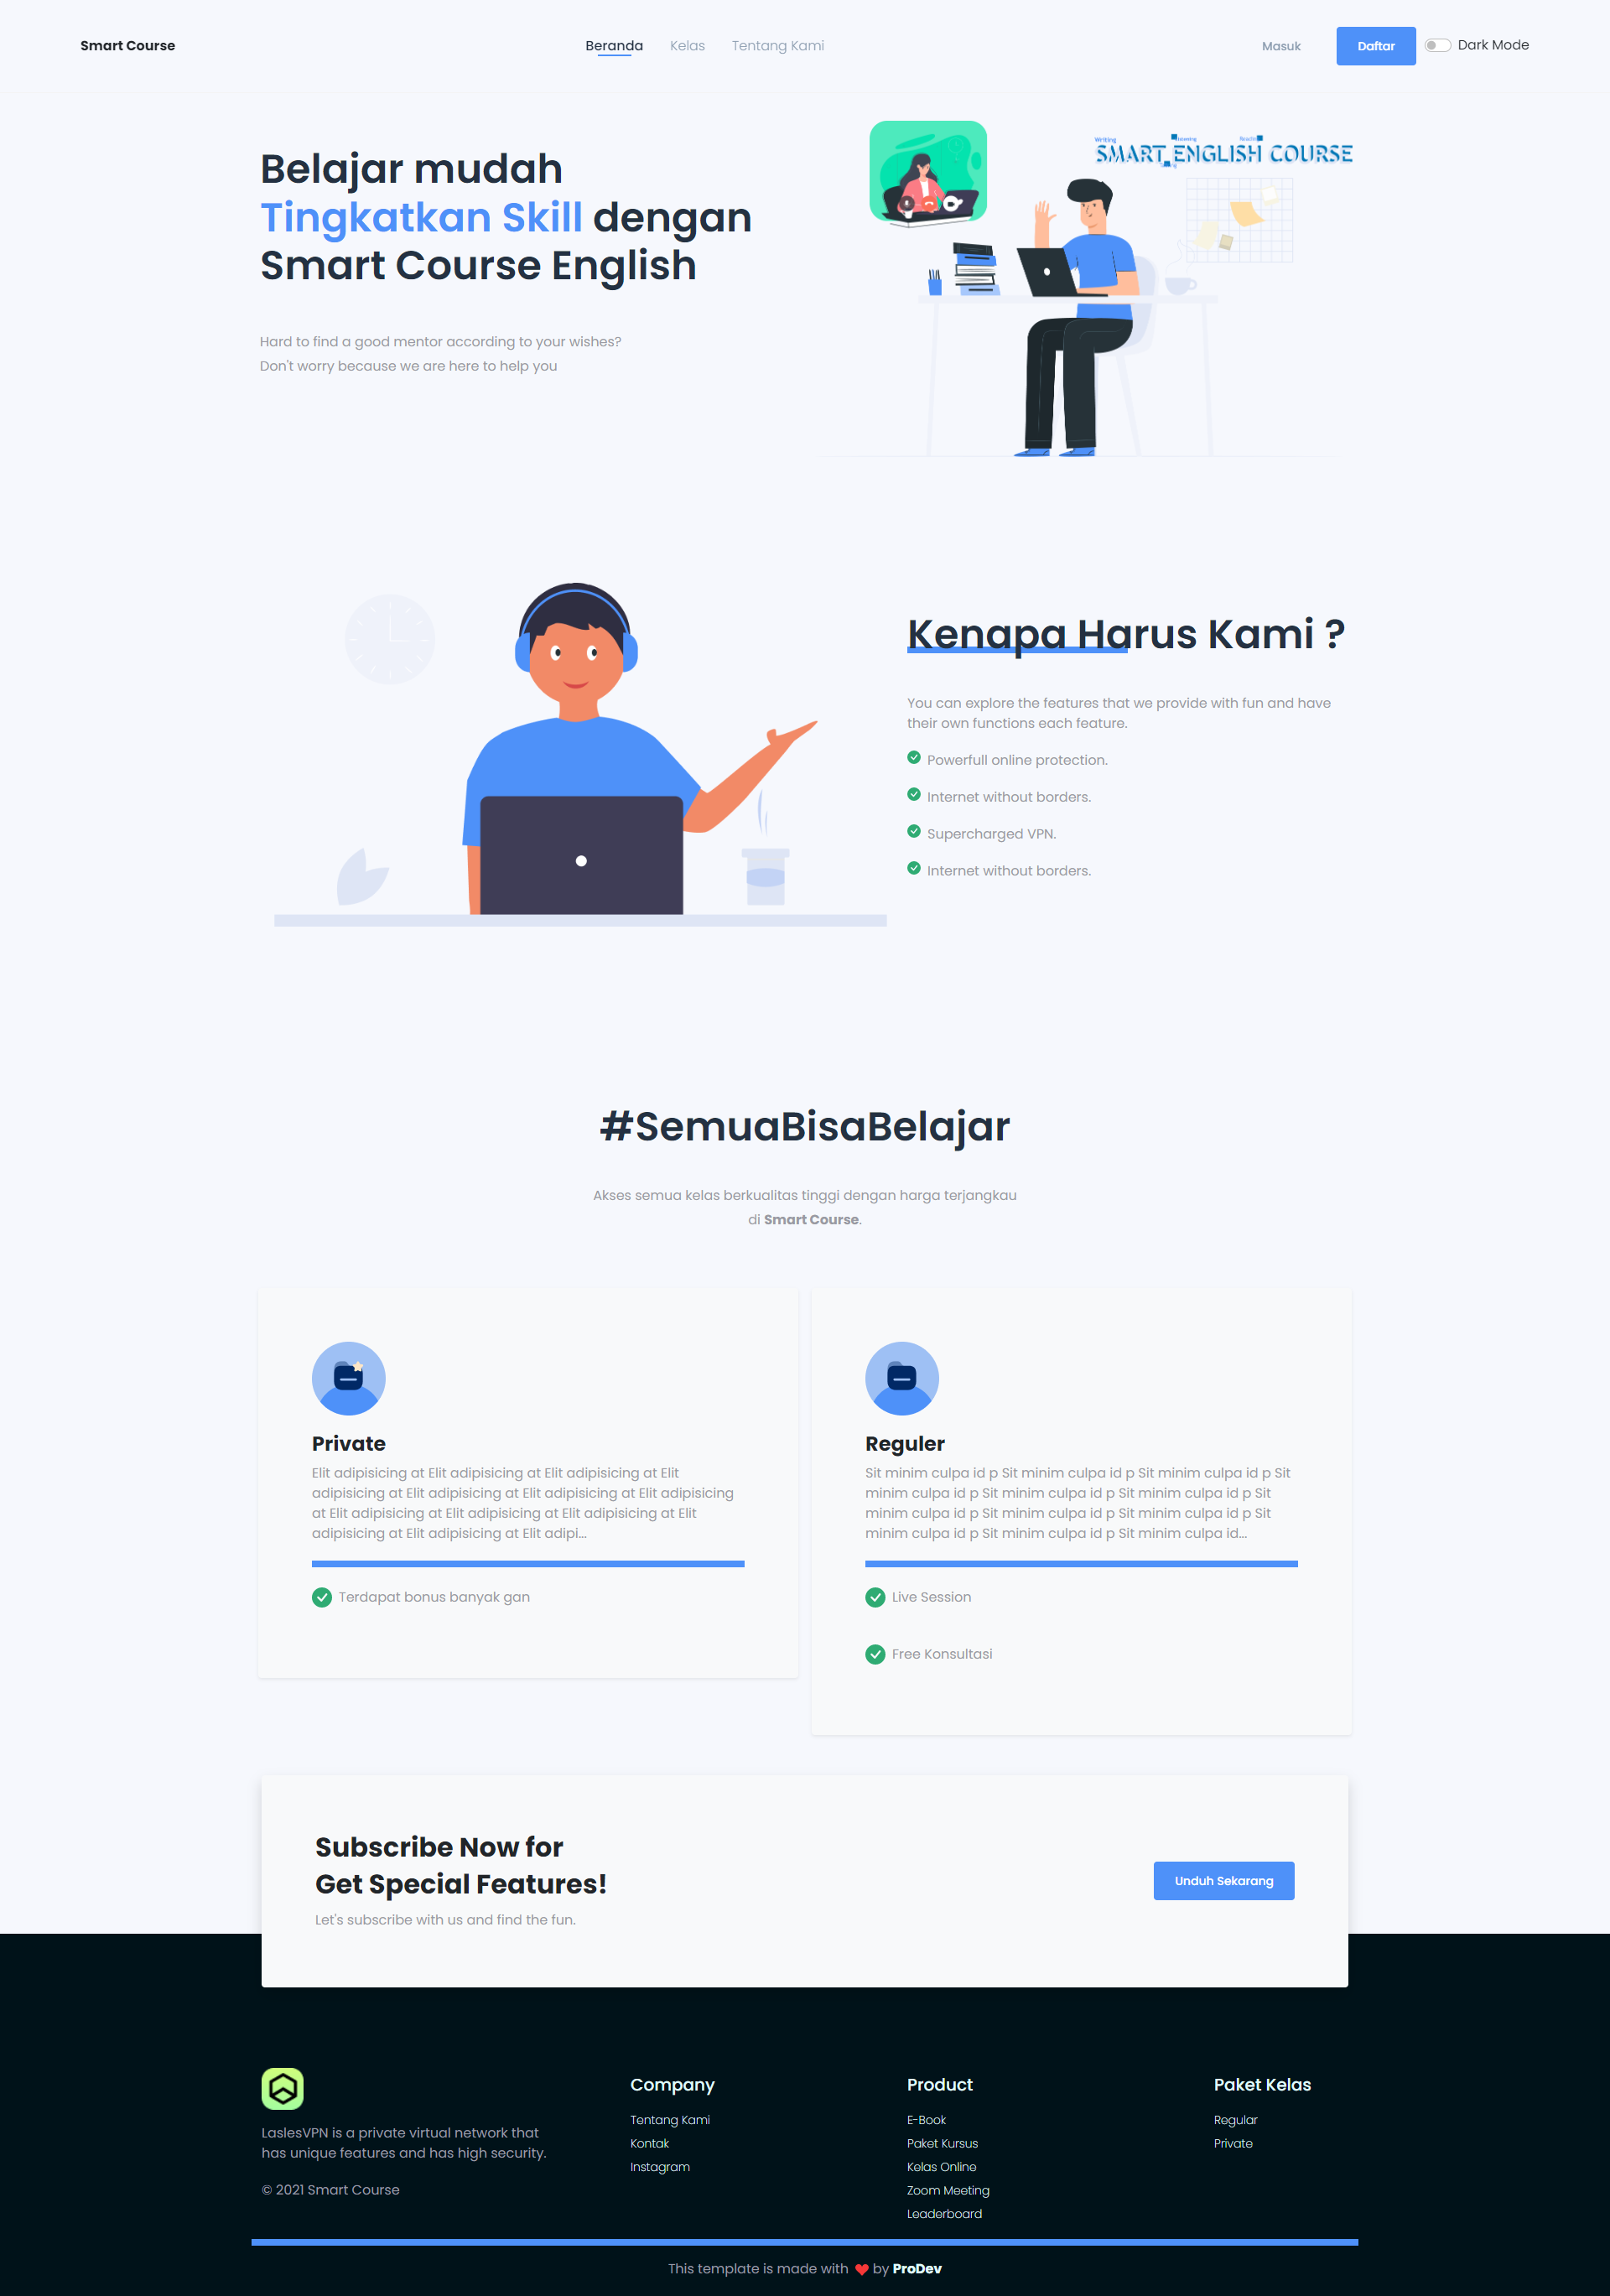 Smart Course
Beranda
Kelas
Tentang Kami
Masuk
Daftar
Dark Mode
Belajar mudah
Tingkatkan Skill dengan
Smart Course English
Hard to find a good mentor according to your wishes?
Don't worry because we are here to help you
Writing
Reading
SMART ENGLISH COURSE
Kenapa Harus Kami ?
You can explore the features that we provide with fun and have
their own functions each feature.
Powerfull online protection.
Internet without borders.
Supercharged VPN.
Internet without borders.
#SemuaBisaBelajar
Akses semua kelas berkualitas tinggi dengan harga terjangkau
di Smart Course.
Private
Elit adipisicing at Elit adipisicing at Elit adipisicing at Elit
adipisicing at Elit adipisicing at Elit adipisicing at Elit adipisicing
at Elit adipisicing at Elit adipisicing at Elit adipisicing at Elit
adipisicing at Elit adipisicing at Elit adipi...
Terdapat bonus banyak gan
Reguler
Sit minim culpa id p Sit minim culpa id p Sit minim culpa id p Sit
minim culpa id p Sit minim culpa id p Sit minim culpa id p Sit
minim culpa id p Sit minim culpa id p Sit minim culpa id p Sit
minim culpa id p Sit minim culpa id p Sit minim culpa id...
Live Session
Free Konsultasi
Subscribe Now for
Get Special Features!
Let's subscribe with us and find the fun.
Unduh Sekarang
LaslesVPN is a private virtual network that
has unique features and has high security.
© 2021 Smart Course
Company
Tentang Kami
Kontak
Instagram
Product
E-Book
Paket Kursus
Kelas Online
Zoom Meeting
Leaderboard
Paket Kelas
Regular
Private
This template is made with ❤ by ProDev